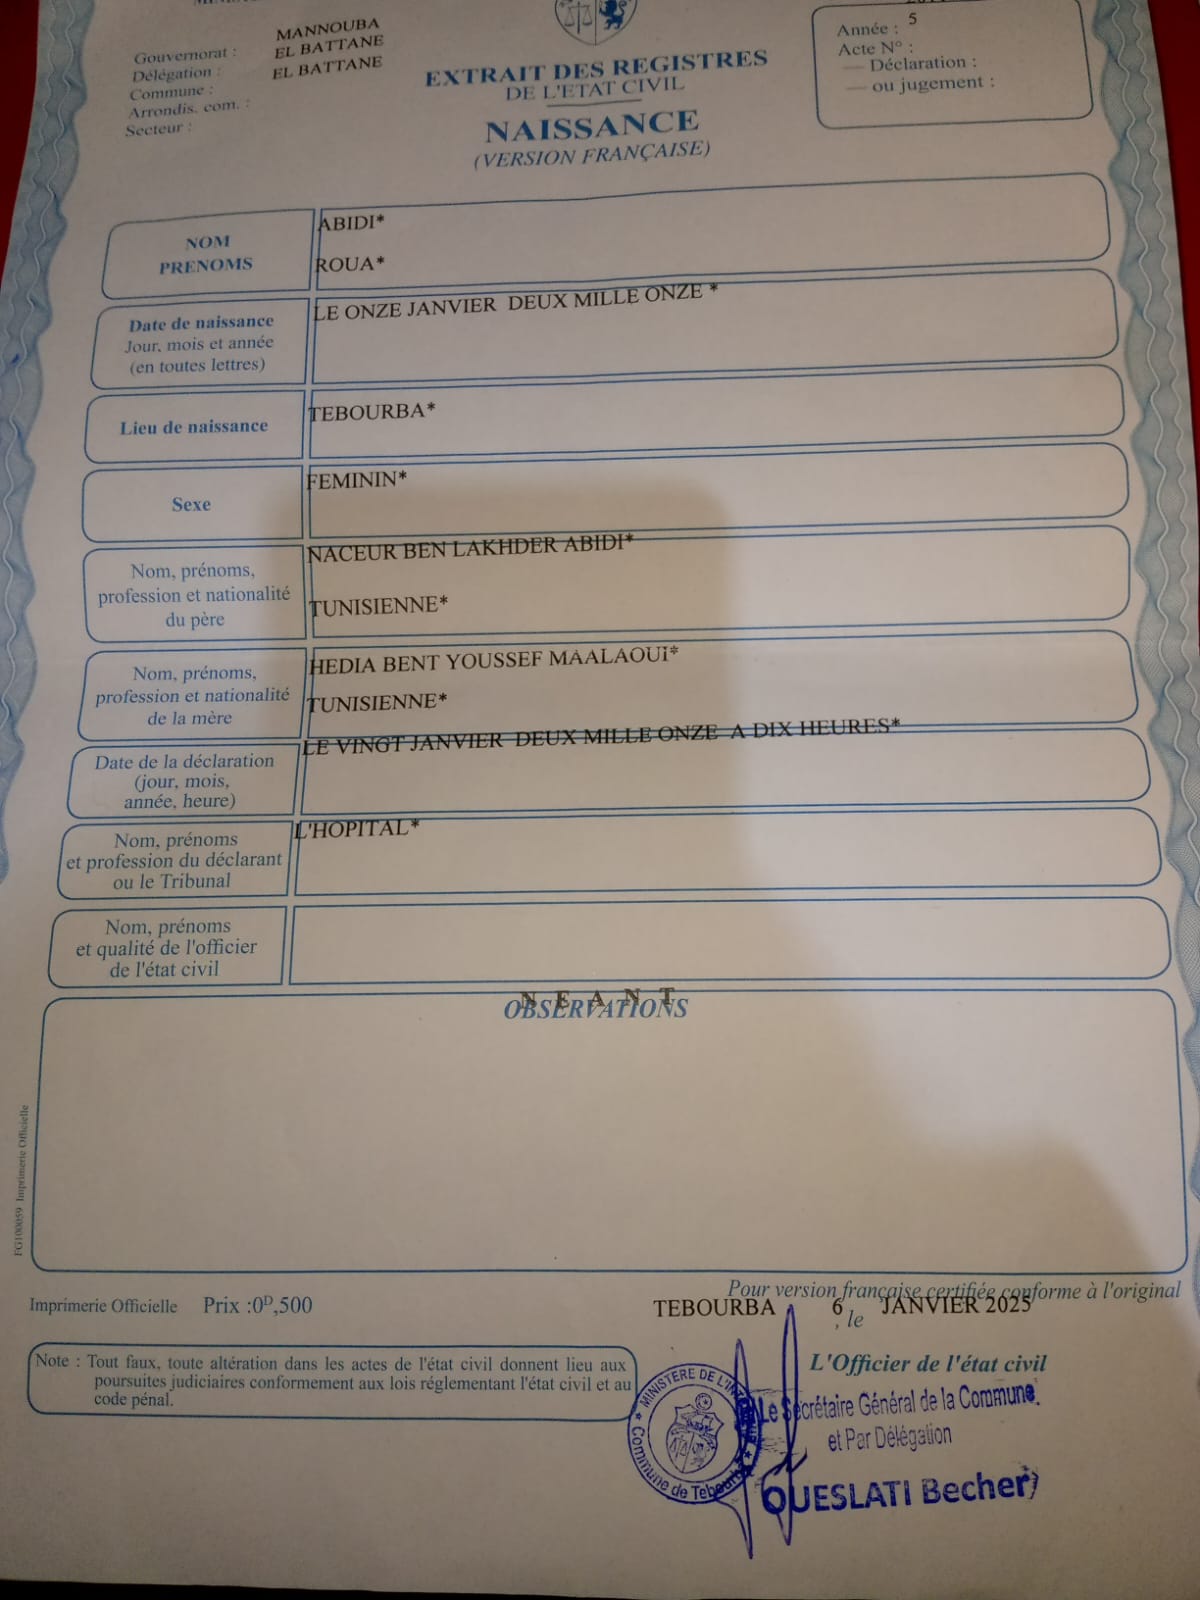 Gouvernorat :
Délégation :
Commune :
Arrondis. com. :
Secteur :
MANNOUBA
EL BATTANE
EL BATTANE
EXTRAIT DES REGISTRES
DE L'ETAT CIVIL
NAISSANCE
(VERSION FRANÇAISE)
Année :
5
Acte N° :
— Déclaration :
— ou jugement :
NOM
PRENOMS
ABIDI*
ROUA*
Date de naissance
Jour, mois et année
(en toutes lettres)
LE ONZE JANVIER DEUX MILLE ONZE *
Lieu de naissance
TEBOURBA*
Sexe
FEMININ*
Nom, prénoms,
profession et nationalité
du père
NACEUR BEN LAKHDER ABIDI*
TUNISIENNE*
Nom, prénoms,
profession et nationalité
de la mère
HEDIA BENT YOUSSEF MAALAOUI*
TUNISIENNE*
Date de la déclaration
(jour, mois,
année, heure)
LE VINGT JANVIER DEUX MILLE ONZE A DIX HEURES*
Nom, prénoms
et profession du déclarant
ou le Tribunal
L'HOPITAL*
Nom, prénoms
et qualité de l'officier
de l'état civil
N E A N T
OBSERVATIONS
FG100059 Imprimerie Officielle
Imprimerie Officielle Prix :0D,500
Pour version française certifiée conforme à l'original
TEBOURBA 6 JANVIER 2025
, le
Note : Tout faux, toute altération dans les actes de l'état civil donnent lieu aux
poursuites judiciaires conformement aux lois réglementant l'état civil et au
code pénal.
L'Officier de l'état civil
Le Secrétaire Général de la Commune
et Par Délégation
OUESLATI Becher
MINISTERE DE L'IN
Commune de Tebourba